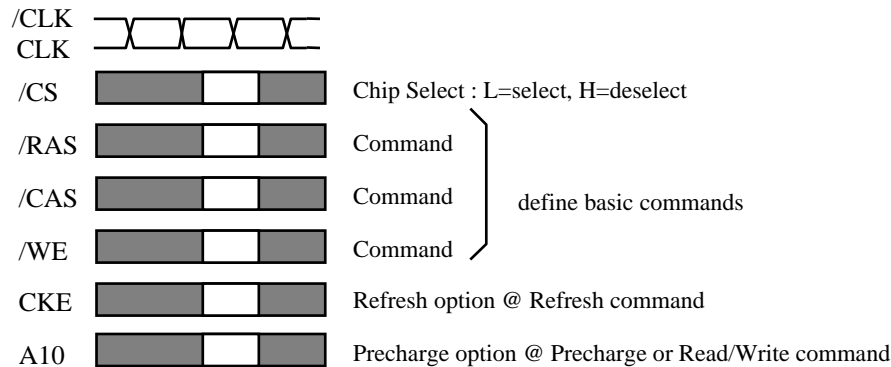 /CLK
CLK
/CS Chip Select : L=select, H=deselect
/RAS Command
/CAS Command define basic commands
/WE Command
CKE Refresh option @ Refresh command
A10 Precharge option @ Precharge or Read/Write command